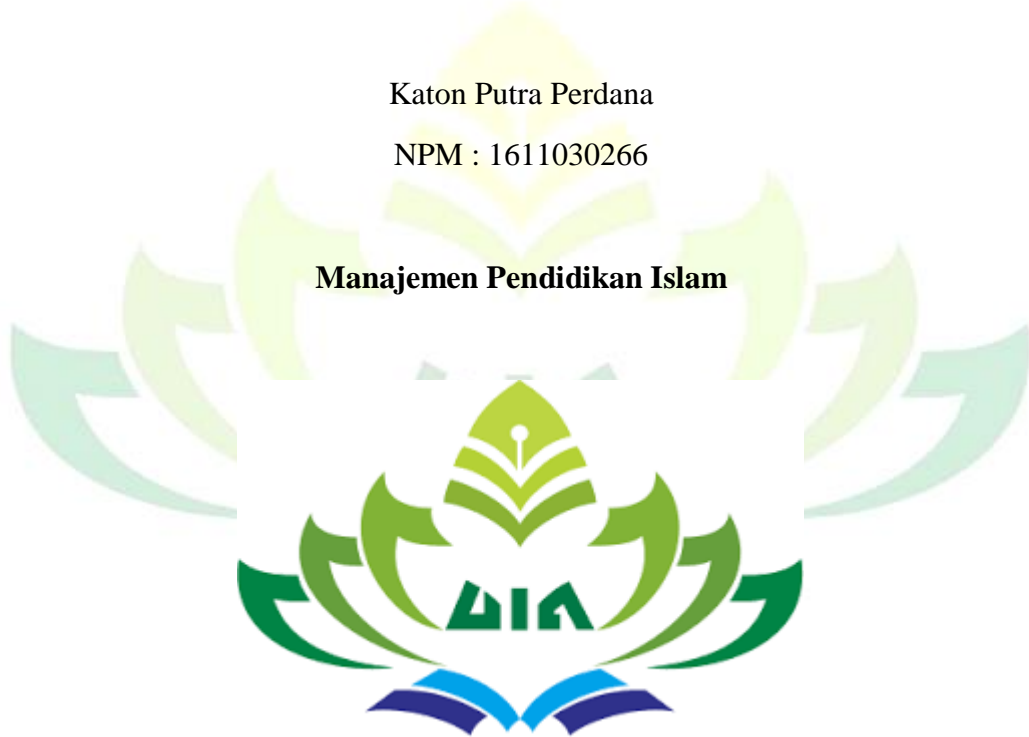 Katon Putra Perdana
NPM : 1611030266
Manajemen Pendidikan Islam
UIN